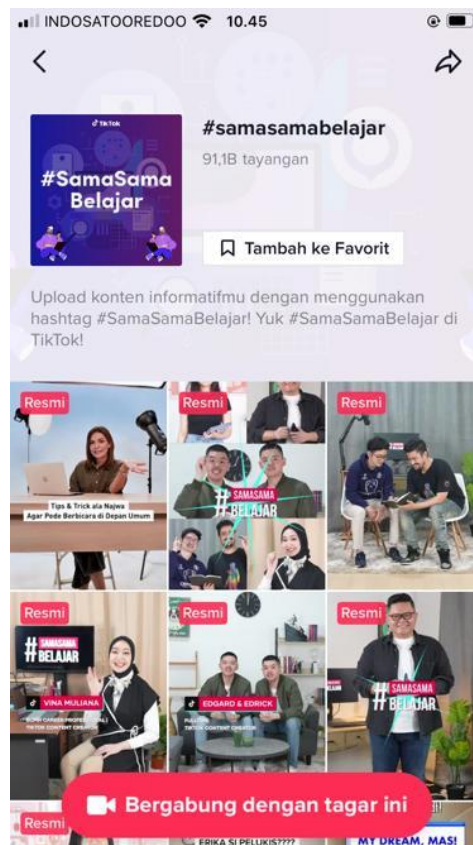 INDOSATOOREDOO 10.45
TikTok
#SamaSama
Belajar
#samasamabelajar
91,1B tayangan
Tambah ke Favorit
Upload konten informatifmu dengan menggunakan
hashtag #SamaSamaBelajar! Yuk #SamaSamaBelajar di
TikTok!
Resmi
Resmi
Resmi
Tips & Trick ala Najwa
Agar Pede Berbicara di Depan Umum
# SAMASAMA
BELAJAR
Resmi
Resmi
Resmi
# SAMASAMA
BELAJAR
VINA MULIANA
TIKTOK CONTENT CREATOR
EDGARD & EDRICK
TIKTOK CONTENT CREATOR
# SAMASAMA
BELAJAR
Bergabung dengan tagar ini
Resmi
ERIKA SI PELUKIS????
MY DREAM, MAS!